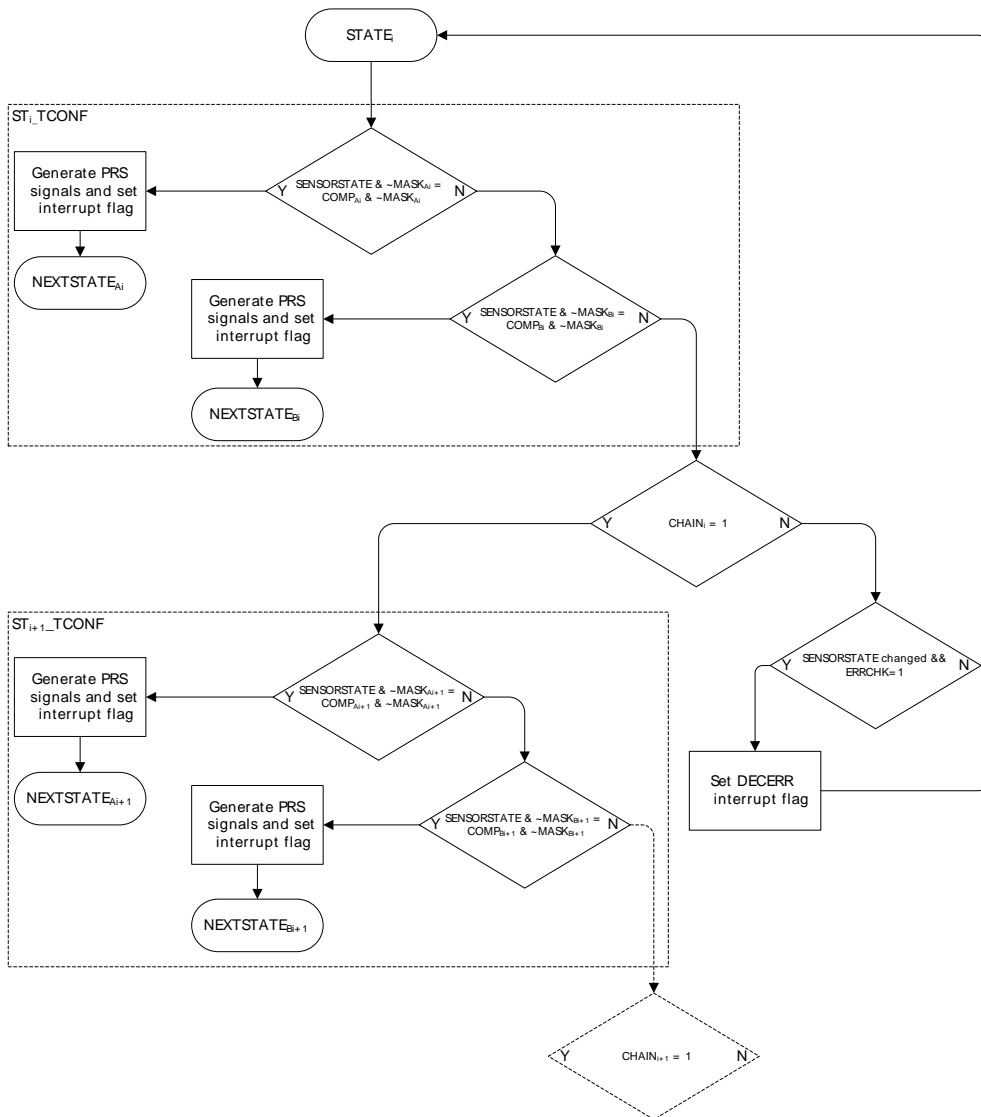 STATEi
STi_TCONF
Generate PRS
signals and set
interrupt flag
Y
SENSORSTATE & ~MASKAi =
COMPAi & ~MASKAi
N
NEXTSTATEAi
Generate PRS
signals and set
interrupt flag
Y
SENSORSTATE & ~MASKBi =
COMPBi & ~MASKBi
N
NEXTSTATEBi
Y
CHAINi = 1
N
STi+1_TCONF
Y
SENSORSTATE changed &&
ERRCHK=1
N
Generate PRS
signals and set
interrupt flag
Y
SENSORSTATE & ~MASKAi+1 =
COMPAi+1 & ~MASKAi+1
N
NEXTSTATEAi+1
Set DECERR
interrupt flag
Generate PRS
signals and set
interrupt flag
Y
SENSORSTATE & ~MASKBi+1 =
COMPBi+1 & ~MASKBi+1
N
NEXTSTATEBi+1
Y
CHAINi+1 = 1
N